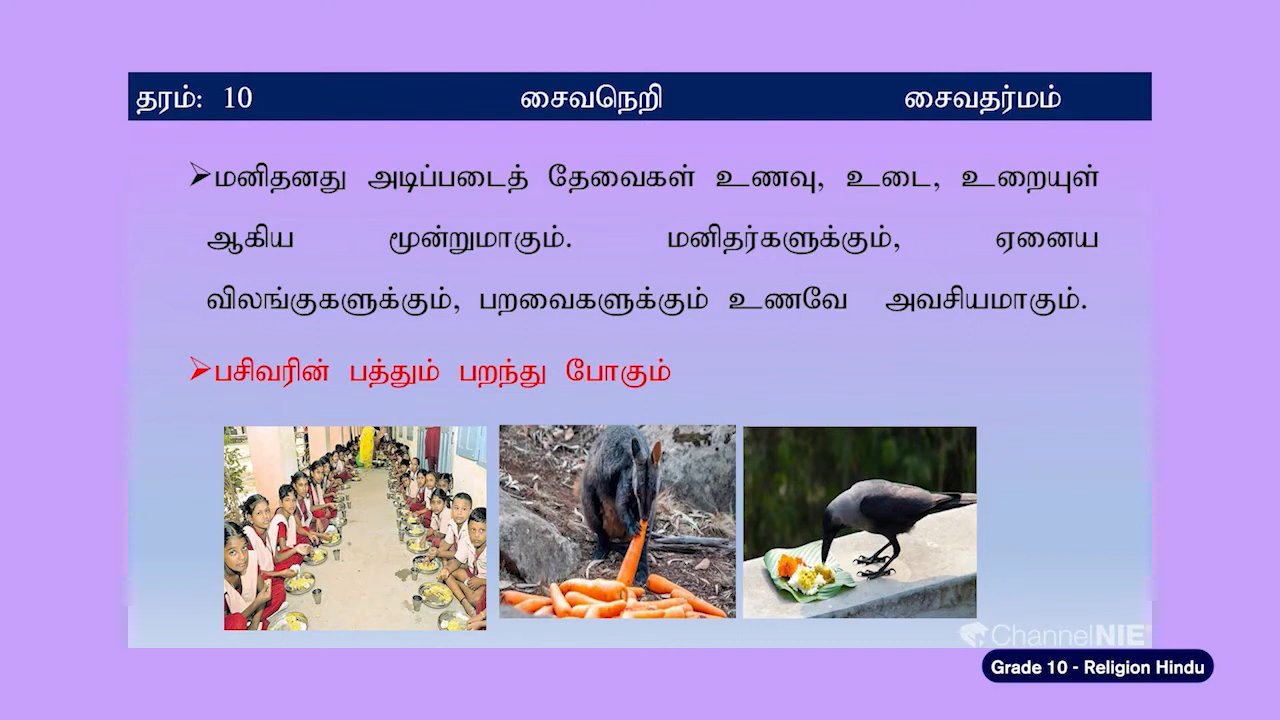 தரம்: 10 சைவநெறி சைவதர்மம்
➢மனிதனது அடிப்படைத் தேவைகள் உணவு, உடை, உறையுள்
ஆகிய மூன்றுமாகும். மனிதர்களுக்கும், ஏனைய
விலங்குகளுக்கும், பறவைகளுக்கும் உணவே அவசியமாகும்.
➢பசிவரின் பத்தும் பறந்து போகும்
ChannelNIE
Grade 10 - Religion Hindu